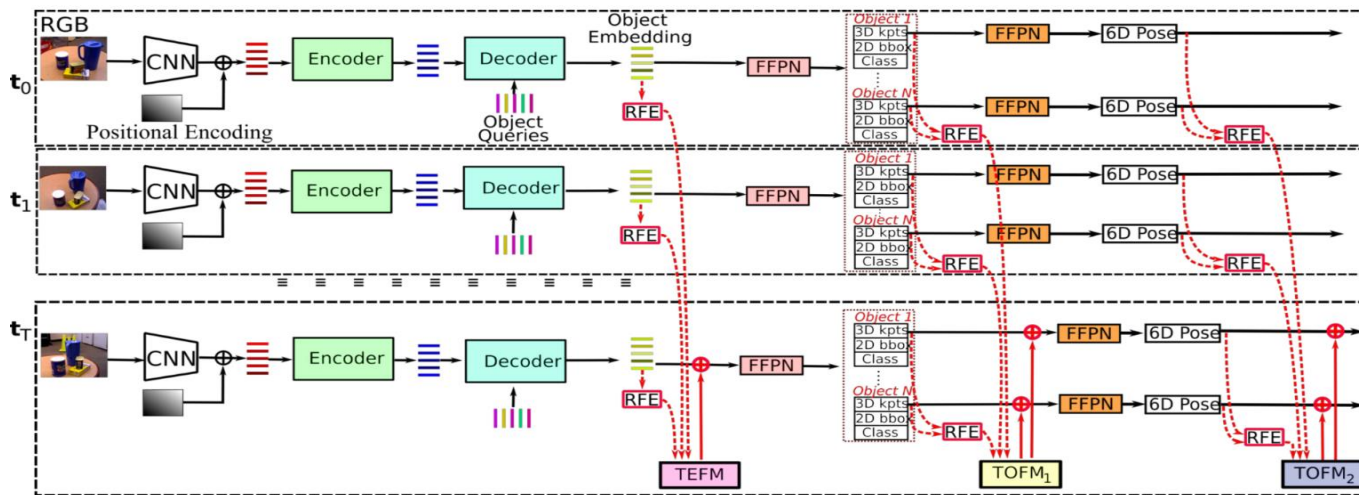 RGB
t0
CNN
Positional Encoding
Encoder
Decoder
Object
Queries
Object
Embedding
RFE
FFPN
Object 1
3D kpts
2D bbox
Class
Object N
3D kpts
2D bbox
Class
RFE
FFPN
6D Pose
FFPN
6D Pose
RFE
t1
CNN
Encoder
Decoder
RFE
FFPN
Object 1
3D kpts
2D bbox
Class
Object N
3D kpts
2D bbox
Class
RFE
FFPN
6D Pose
FFPN
6D Pose
RFE
tT
CNN
Encoder
Decoder
RFE
FFPN
Object 1
3D kpts
2D bbox
Class
Object N
3D kpts
2D bbox
Class
RFE
FFPN
6D Pose
FFPN
6D Pose
RFE
TEFM
TOFM1
TOFM2